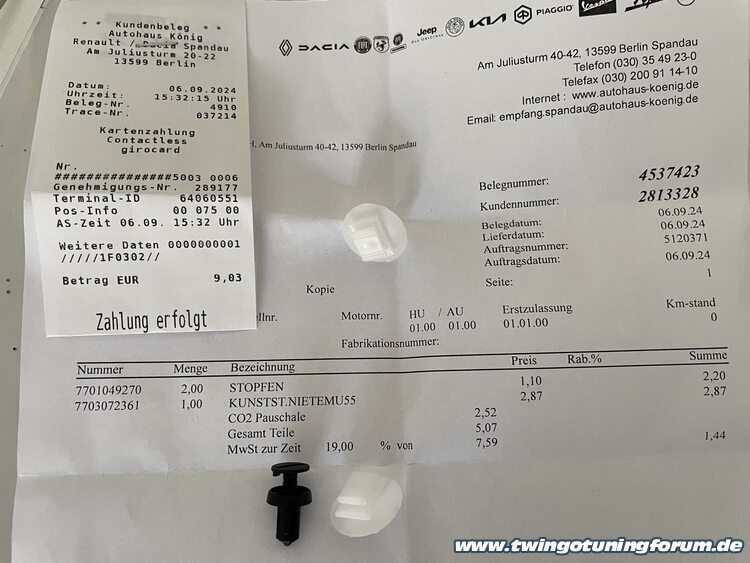 * * Kundenbeleg * *
Autohaus König
Renault / Dacia Spandau
Am Juliusturm 20-22
13599 Berlin
Datum: 06.09.2024
Uhrzeit: 15:32:15 Uhr
Beleg-Nr. 4910
Trace-Nr. 037214
Kartenzahlung
Contactless
girocard
Nr.
###############5003 0006
Genehmigungs-Nr. 289177
Terminal-ID 64060551
Pos-Info 00 075 00
AS-Zeit 06.09. 15:32 Uhr
Weitere Daten 0000000001
/////1F0302//
Betrag EUR 9,03
Zahlung erfolgt
DACIA FIAT Jeep KIA PIAGGIO Vespa
Am Juliusturm 40-42, 13599 Berlin Spandau
Telefon (030) 35 49 23-0
Telefax (030) 200 91 14-10
Internet : www.autohaus-koenig.de
Email: empfang.spandau@autohaus-koenig.de
Am Juliusturm 40-42, 13599 Berlin Spandau
Belegnummer: 4537423
Kundennummer: 2813328
Belegdatum: 06.09.24
Lieferdatum: 06.09.24
Auftragsnummer: 5120371
Auftragsdatum: 06.09.24
Seite: 1
Kopie
Motornr. HU / AU Erstzulassung Km-stand
01.00 01.00 01.01.00 0
Fabrikationsnummer:
Nummer Menge Bezeichnung Preis Rab.% Summe
7701049270 2,00 STOPFEN 1,10 2,20
7703072361 1,00 KUNSTST.NIETEMU55 2,87 2,87
CO2 Pauschale 2,52
Gesamt Teile 5,07
MwSt zur Zeit 19,00 % von 7,59 1,44
www.twingotuningforum.de